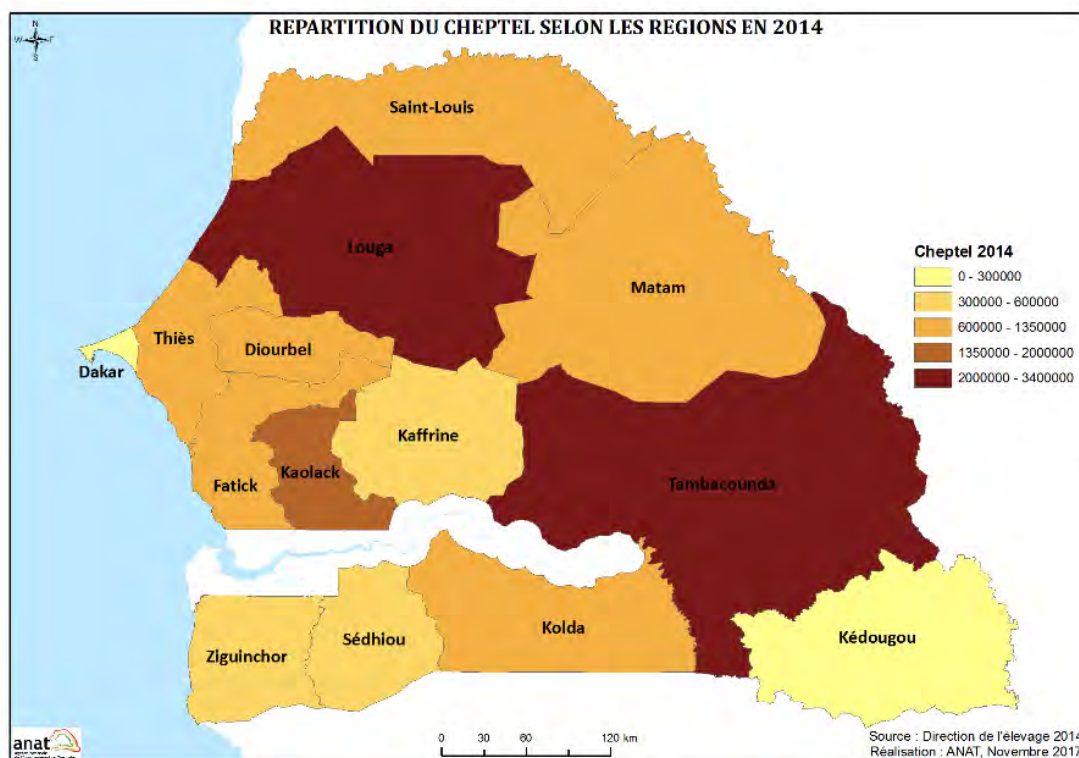 REPARTITION DU CHEPTEL SELON LES REGIONS EN 2014
N
W
E
S
Saint-Louis
Louga
Matam
Thiès
Diourbel
Dakar
Kaffrine
Kaolack
Fatick
Tambacounda
Kolda
Sédhiou
Ziguinchor
Kédougou
Cheptel 2014
0 - 300000
300000 - 600000
600000 - 1350000
1350000 - 2000000
2000000 - 3400000
anat
0 30 60 120 km
Source : Direction de l'élevage 2014
Réalisation : ANAT, Novembre 2017